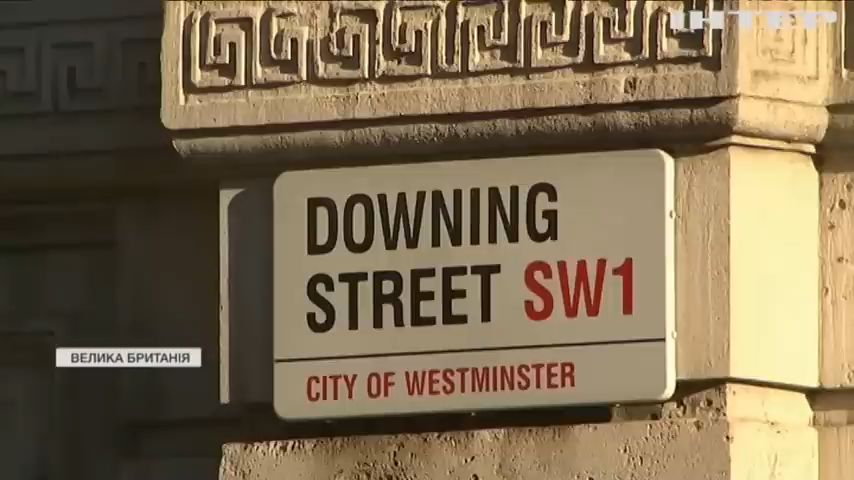 ІНТЕР
DOWNING
STREET SW1
CITY OF WESTMINSTER
ВЕЛИКА БРИТАНІЯ